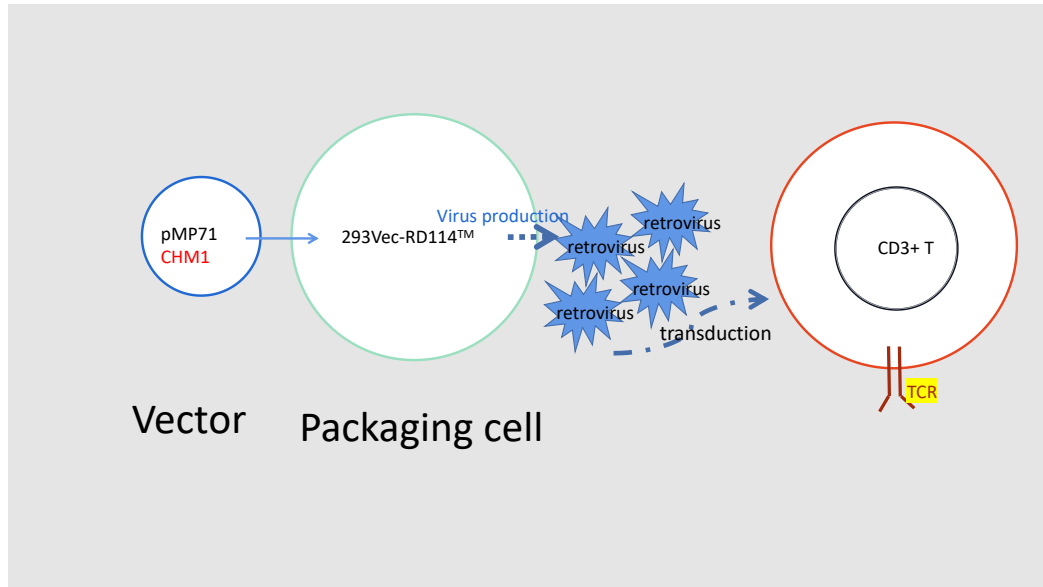 pMP71
CHM1
293Vec-RD114™
Virus production
retrovirus
retrovirus
retrovirus
retrovirus
transduction
CD3+ T
TCR
Vector
Packaging cell